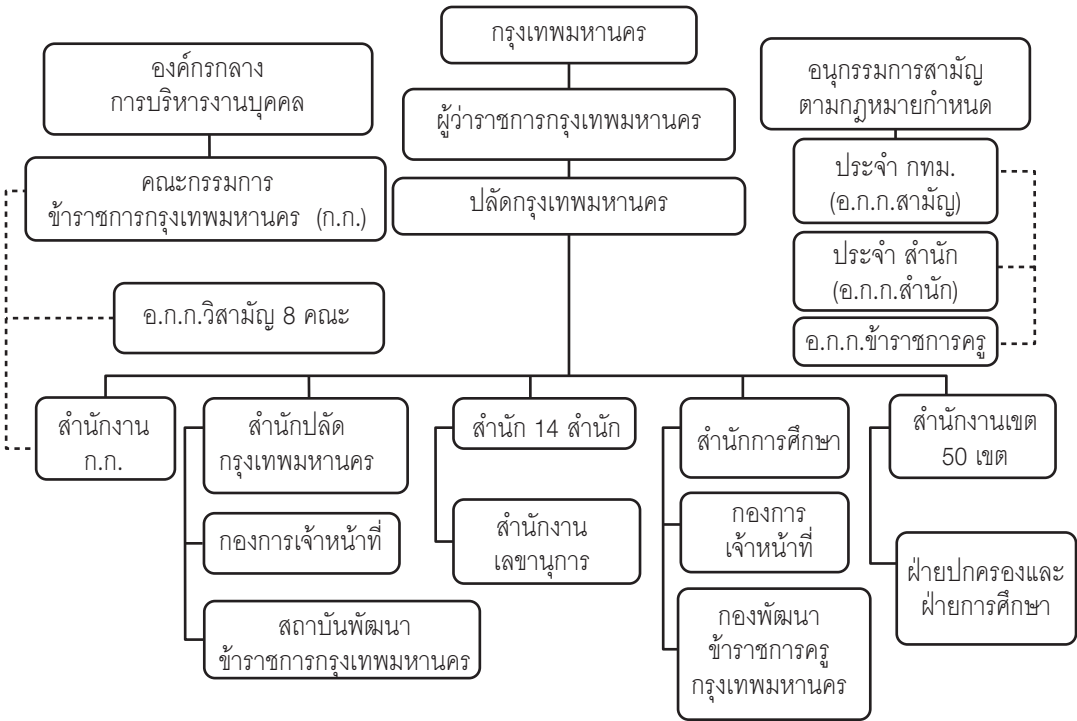 กรุงเทพมหานคร
องค์กรกลาง
การบริหารงานบุคคล
ผู้ว่าราชการกรุงเทพมหานคร
อนุกรรมการสามัญ
ตามกฎหมายกำหนด
คณะกรรมการ
ข้าราชการกรุงเทพมหานคร (ก.ก.)
ปลัดกรุงเทพมหานคร
ประจำ กทม.
(อ.ก.ก.สามัญ)
ประจำ สำนัก
(อ.ก.ก.สำนัก)
อ.ก.ก.วิสามัญ 8 คณะ
อ.ก.ก.ข้าราชการครู
สำนักงาน
ก.ก.
สำนักปลัด
กรุงเทพมหานคร
สำนัก 14 สำนัก
สำนักการศึกษา
สำนักงานเขต
50 เขต
กองการเจ้าหน้าที่
สำนักงาน
เลขานุการ
กองการ
เจ้าหน้าที่
ฝ่ายปกครองและ
ฝ่ายการศึกษา
สถาบันพัฒนา
ข้าราชการกรุงเทพมหานคร
กองพัฒนา
ข้าราชการครู
กรุงเทพมหานคร